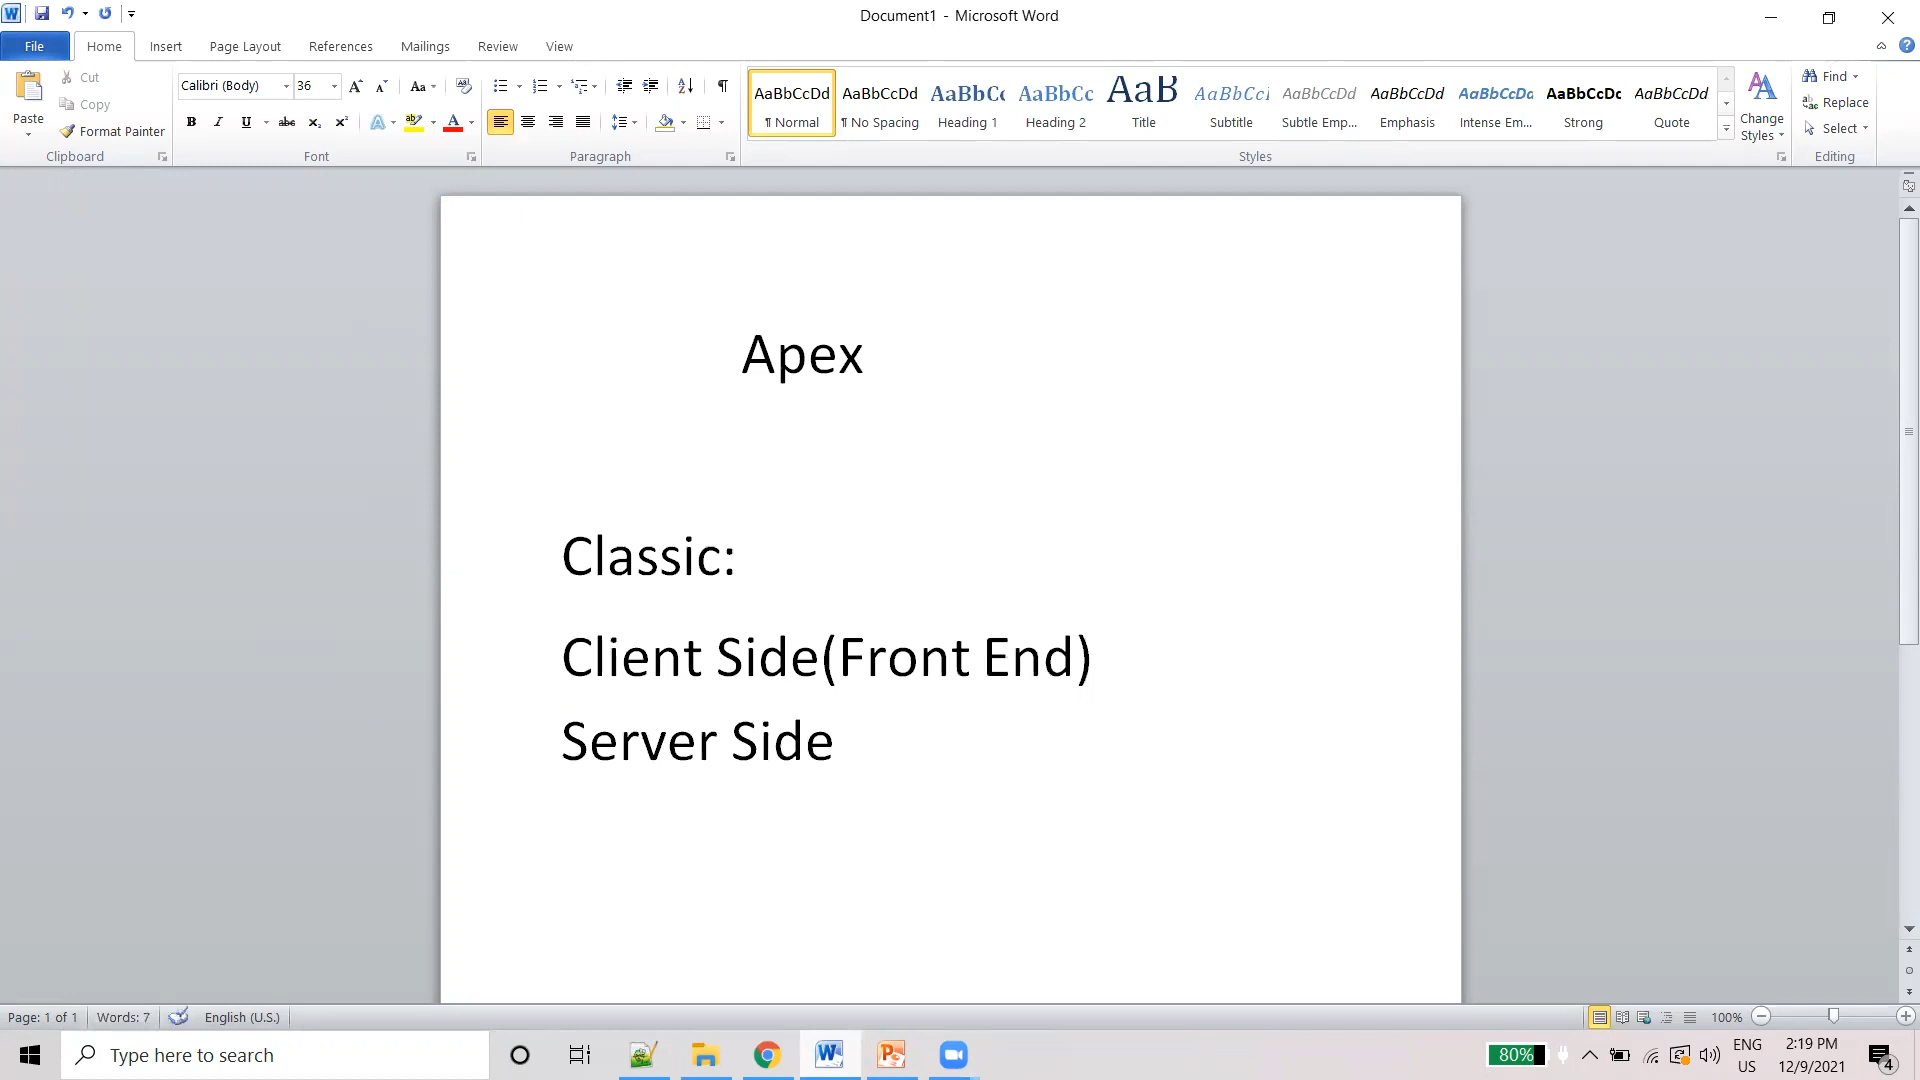 Document1 - Microsoft Word
File Home Insert Page Layout References Mailings Review View
Paste
Cut
Copy
Format Painter
Clipboard
Calibri (Body) 36
Font
Paragraph
AaBbCcDd AaBbCcDd AaBbCc AaBbCc AaB AaBbCcI AaBbCcDd AaBbCcDd AaBbCcDd AaBbCcDc AaBbCcDd
¶ Normal ¶ No Spacing Heading 1 Heading 2 Title Subtitle Subtle Emp... Emphasis Intense Em... Strong Quote
Styles
Change
Styles
Find
Replace
Select
Editing
Apex
Classic:
Client Side(Front End)
Server Side
Page: 1 of 1 Words: 7 English (U.S.) 100%
Type here to search
80%
ENG
US
2:19 PM
12/9/2021
4